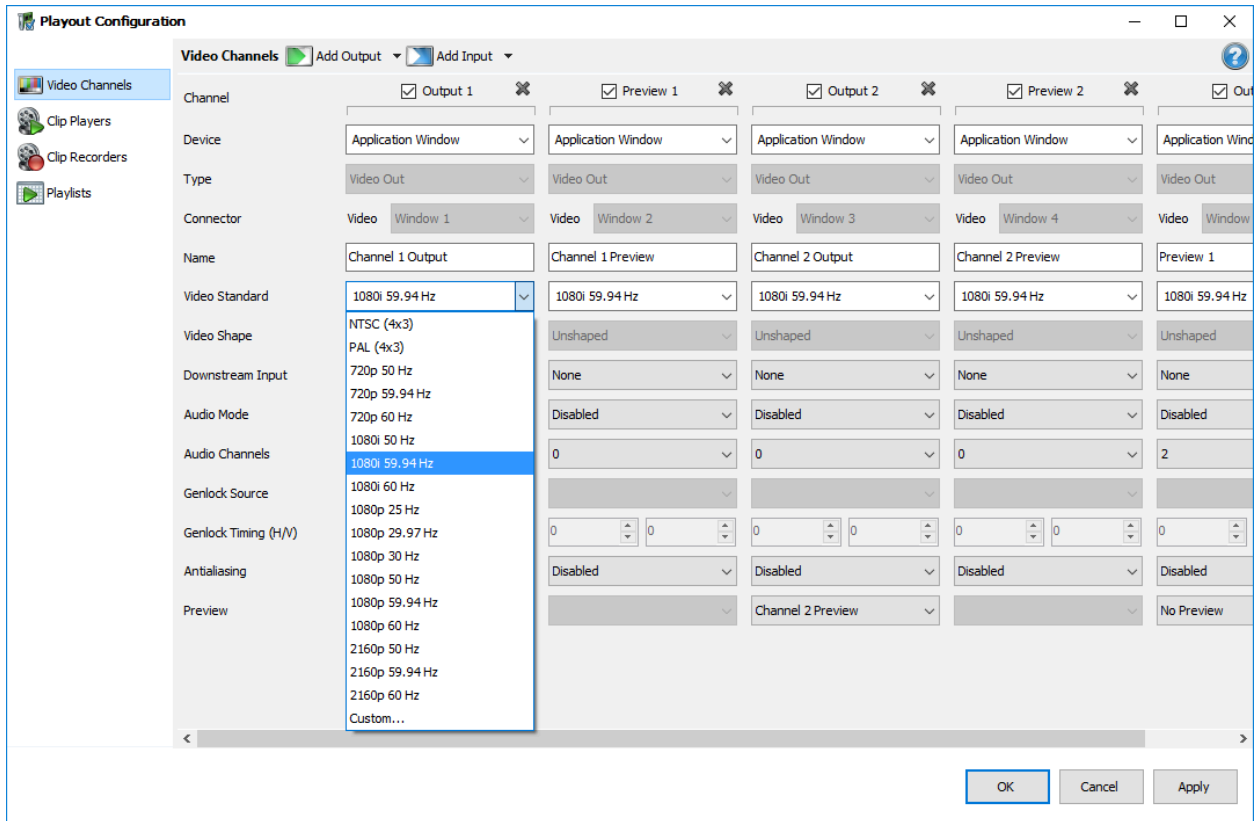 Playout Configuration
Video Channels Add Output Add Input
Video Channels
Clip Players
Clip Recorders
Playlists
Channel Output 1 Preview 1 Output 2 Preview 2 Out
Device Application Window Application Window Application Window Application Window Application Wind
Type Video Out Video Out Video Out Video Out Video Out
Connector Video Window 1 Video Window 2 Video Window 3 Video Window 4 Video Window
Name Channel 1 Output Channel 1 Preview Channel 2 Output Channel 2 Preview Preview 1
Video Standard 1080i 59.94 Hz 1080i 59.94 Hz 1080i 59.94 Hz 1080i 59.94 Hz 1080i 59.94 Hz
NTSC (4x3)
PAL (4x3)
720p 50 Hz
720p 59.94 Hz
720p 60 Hz
1080i 50 Hz
1080i 59.94 Hz
1080i 60 Hz
1080p 25 Hz
1080p 29.97 Hz
1080p 30 Hz
1080p 50 Hz
1080p 59.94 Hz
1080p 60 Hz
2160p 50 Hz
2160p 59.94 Hz
2160p 60 Hz
Custom...
Video Shape Unshaped Unshaped Unshaped Unshaped
Downstream Input None None None None
Audio Mode Disabled Disabled Disabled Disabled
Audio Channels 0 0 0 2
Genlock Source
Genlock Timing (H/V) 0 0 0 0 0 0 0
Antialiasing Disabled Disabled Disabled Disabled
Preview Channel 2 Preview No Preview
OK Cancel Apply